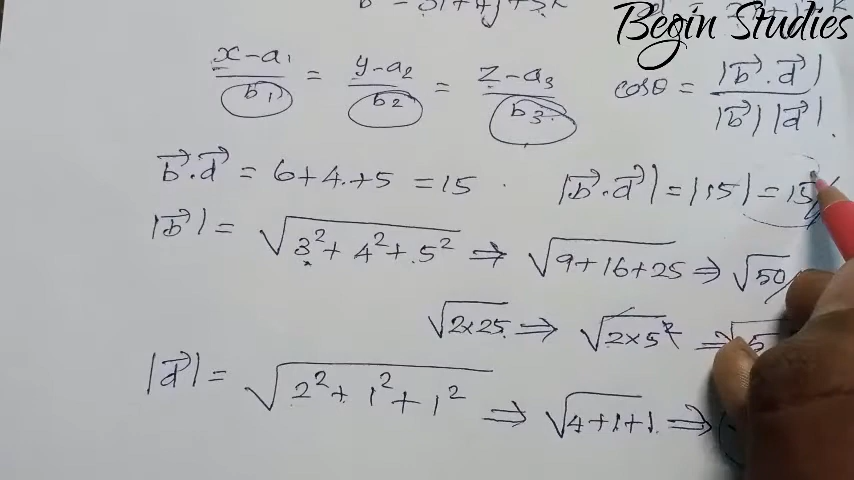 Begin Studies
x-a₁/b₁ = y-a₂/b₂ = z-a₃/b₃ cosθ = |b⃗.d⃗|/|b⃗||d⃗|.
b⃗.d⃗ = 6+4+5 = 15. |b⃗.d⃗| = |15| = 15
|b⃗| = √3²+4²+5² ⇒ √9+16+25 ⇒ √50
√2×25 ⇒ √2×5² ⇒
|d⃗| = √2²+1²+1² ⇒ √4+1+1 ⇒